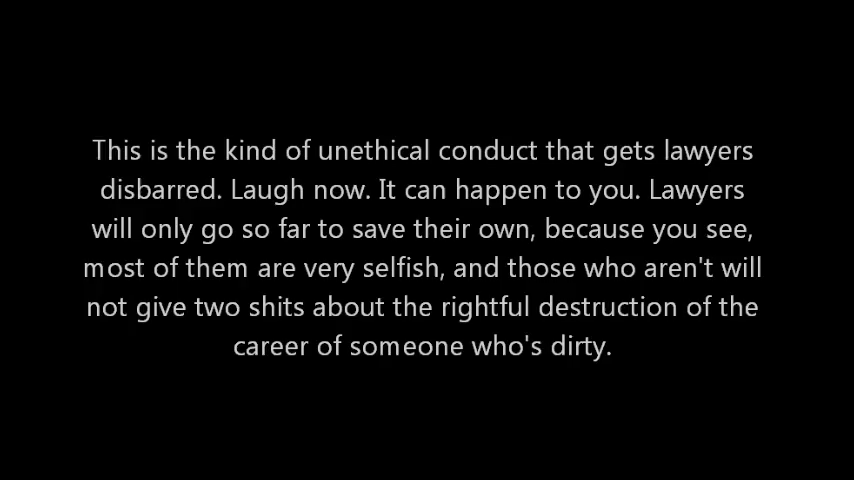 This is the kind of unethical conduct that gets lawyers
disbarred. Laugh now. It can happen to you. Lawyers
will only go so far to save their own, because you see,
most of them are very selfish, and those who aren't will
not give two shits about the rightful destruction of the
career of someone who's dirty.